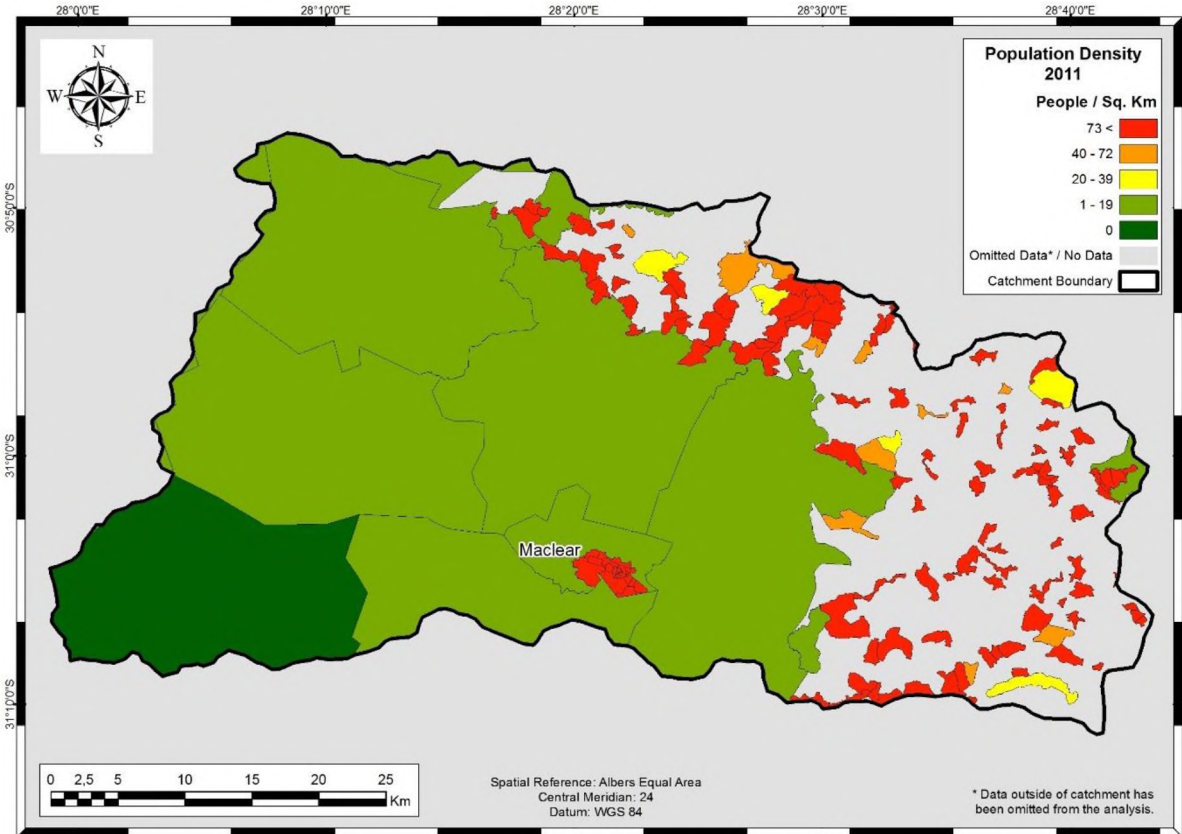 28°0'0"E
28°10'0"E
28°20'0"E
28°30'0"E
28°40'0"E
N
W
E
S
Population Density
2011
People / Sq. Km
73 <
40 - 72
20 - 39
1 - 19
0
Omitted Data* / No Data
Catchment Boundary
30°50'0"S
31°0'0"S
31°10'0"S
Maclear
0 2,5 5 10 15 20 25
Km
Spatial Reference: Albers Equal Area
Central Meridian: 24
Datum: WGS 84
* Data outside of catchment has
been omitted from the analysis.